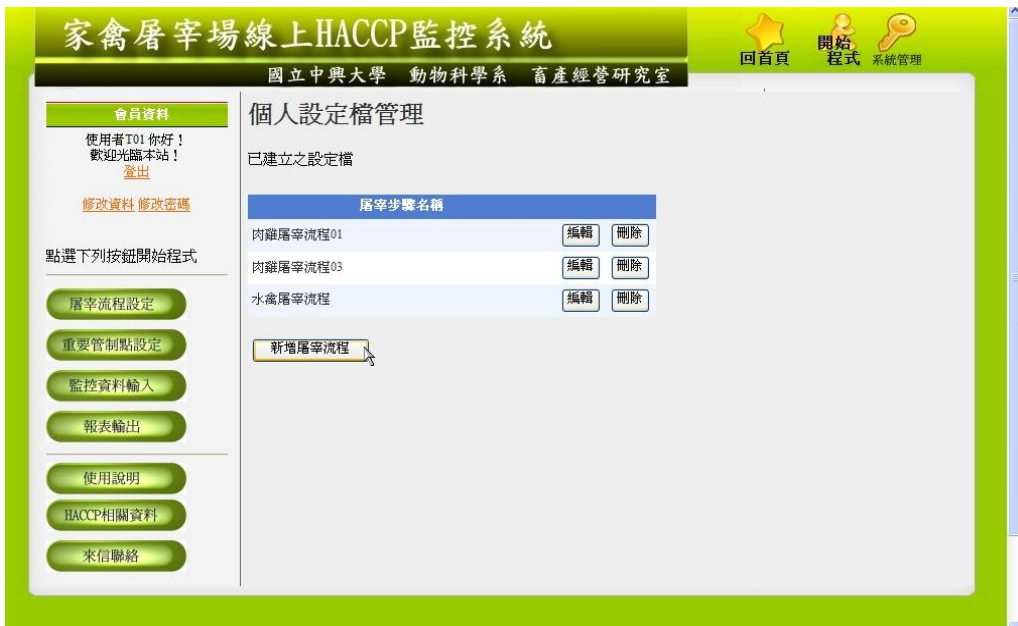 家禽屠宰場線上HACCP監控系統
國立中興大學 動物科學系 畜產經營研究室
回首頁
開始
程式
系統管理
會員資料
使用者T01 你好！
歡迎光臨本站！
登出
修改資料 修改密碼
點選下列按鈕開始程式
屠宰流程設定
重要管制點設定
監控資料輸入
報表輸出
使用說明
HACCP相關資料
來信聯絡
個人設定檔管理
已建立之設定檔
屠宰步驟名稱
肉雞屠宰流程01 編輯 刪除
肉雞屠宰流程03 編輯 刪除
水禽屠宰流程 編輯 刪除
新增屠宰流程